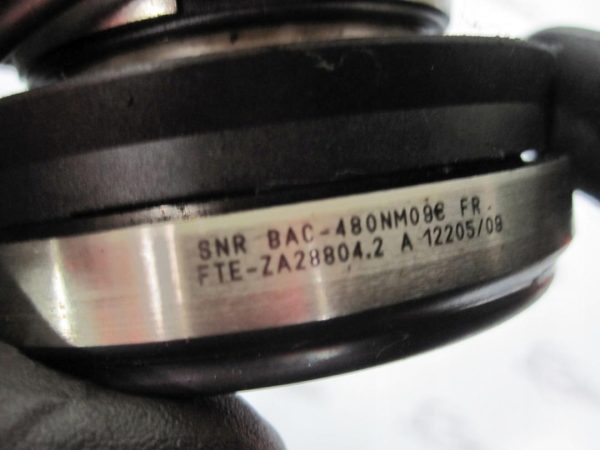 SNR BAC-480NM09€ FR.
FTE-ZA28804.2 A 12205/09